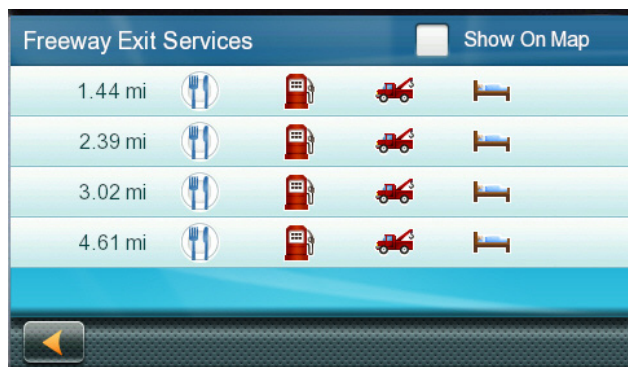 Freeway Exit Services
Show On Map
1.44 mi
2.39 mi
3.02 mi
4.61 mi